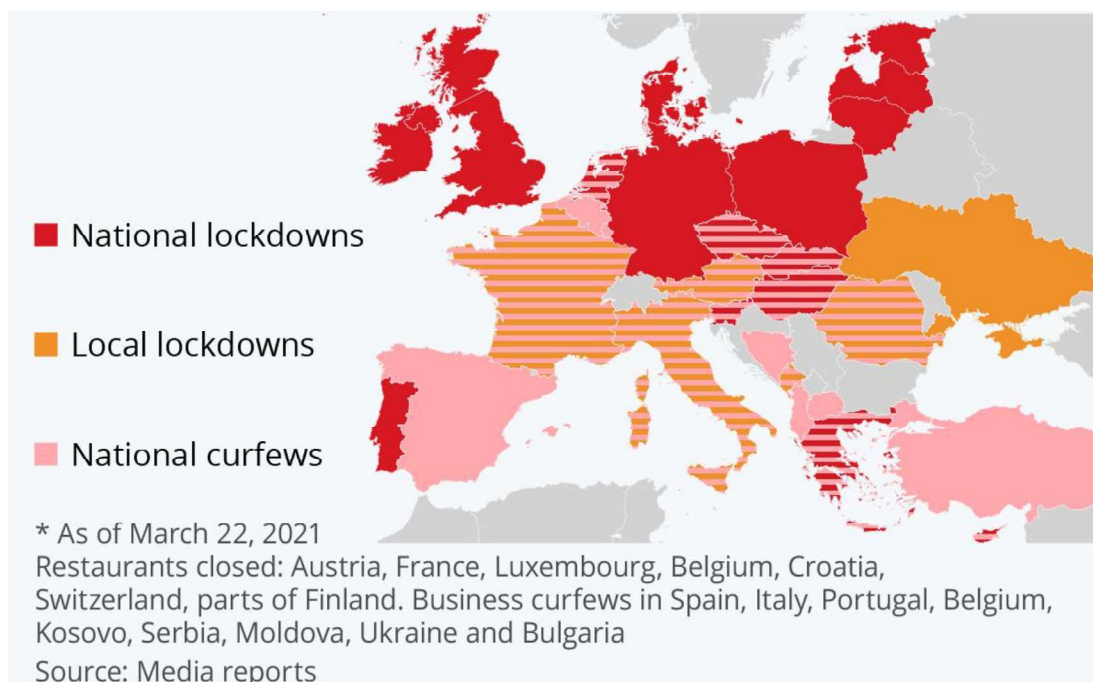 National lockdowns
Local lockdowns
National curfews
* As of March 22, 2021
Restaurants closed: Austria, France, Luxembourg, Belgium, Croatia,
Switzerland, parts of Finland. Business curfews in Spain, Italy, Portugal, Belgium,
Kosovo, Serbia, Moldova, Ukraine and Bulgaria
Source: Media reports